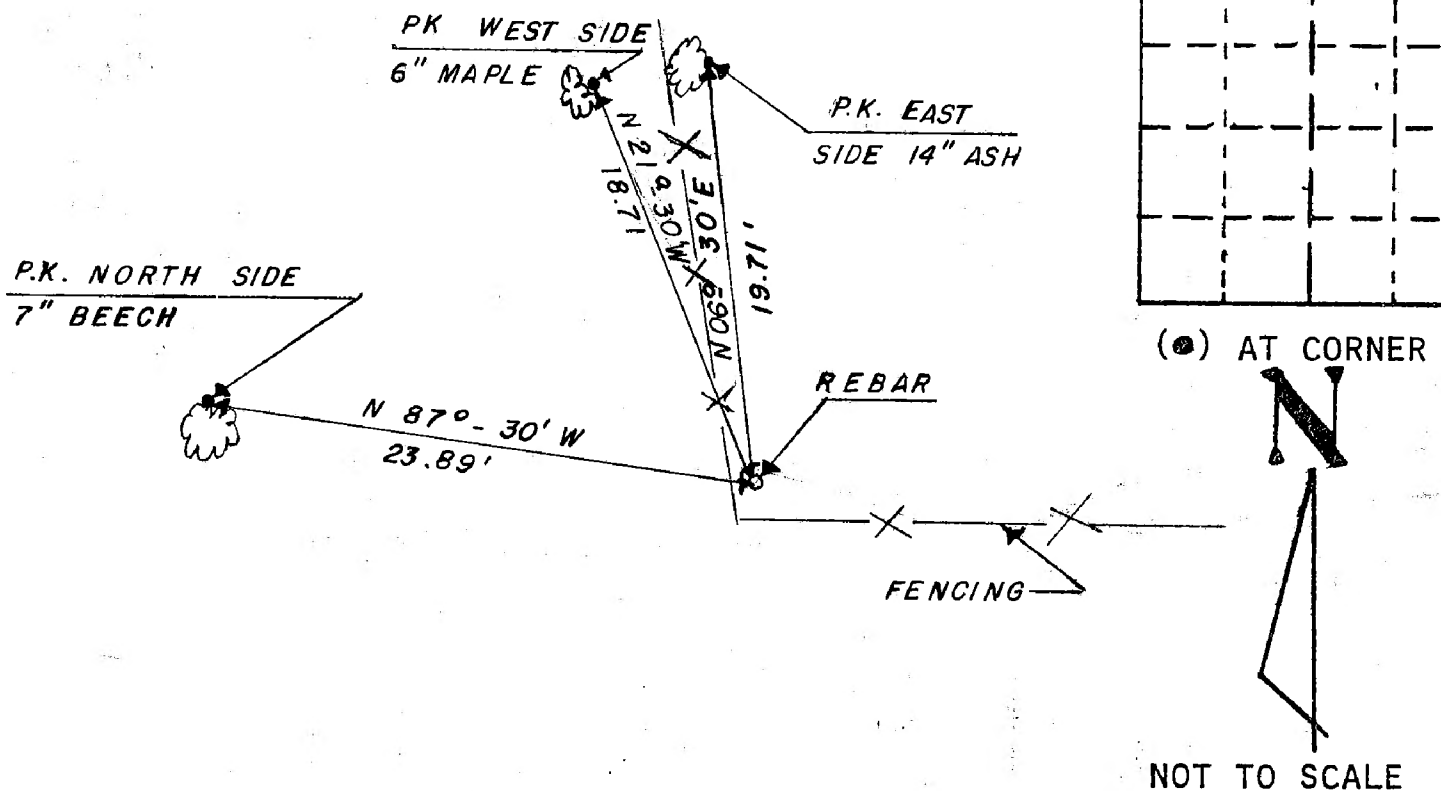 PK WEST SIDE
6" MAPLE
P.K. EAST
SIDE 14" ASH
N 21°-30'W
18.71
N 06° 30'E
19.71'
P.K. NORTH SIDE
7" BEECH
N 87°-30' W
23.89'
REBAR
FENCING
(●) AT CORNER
N
NOT TO SCALE